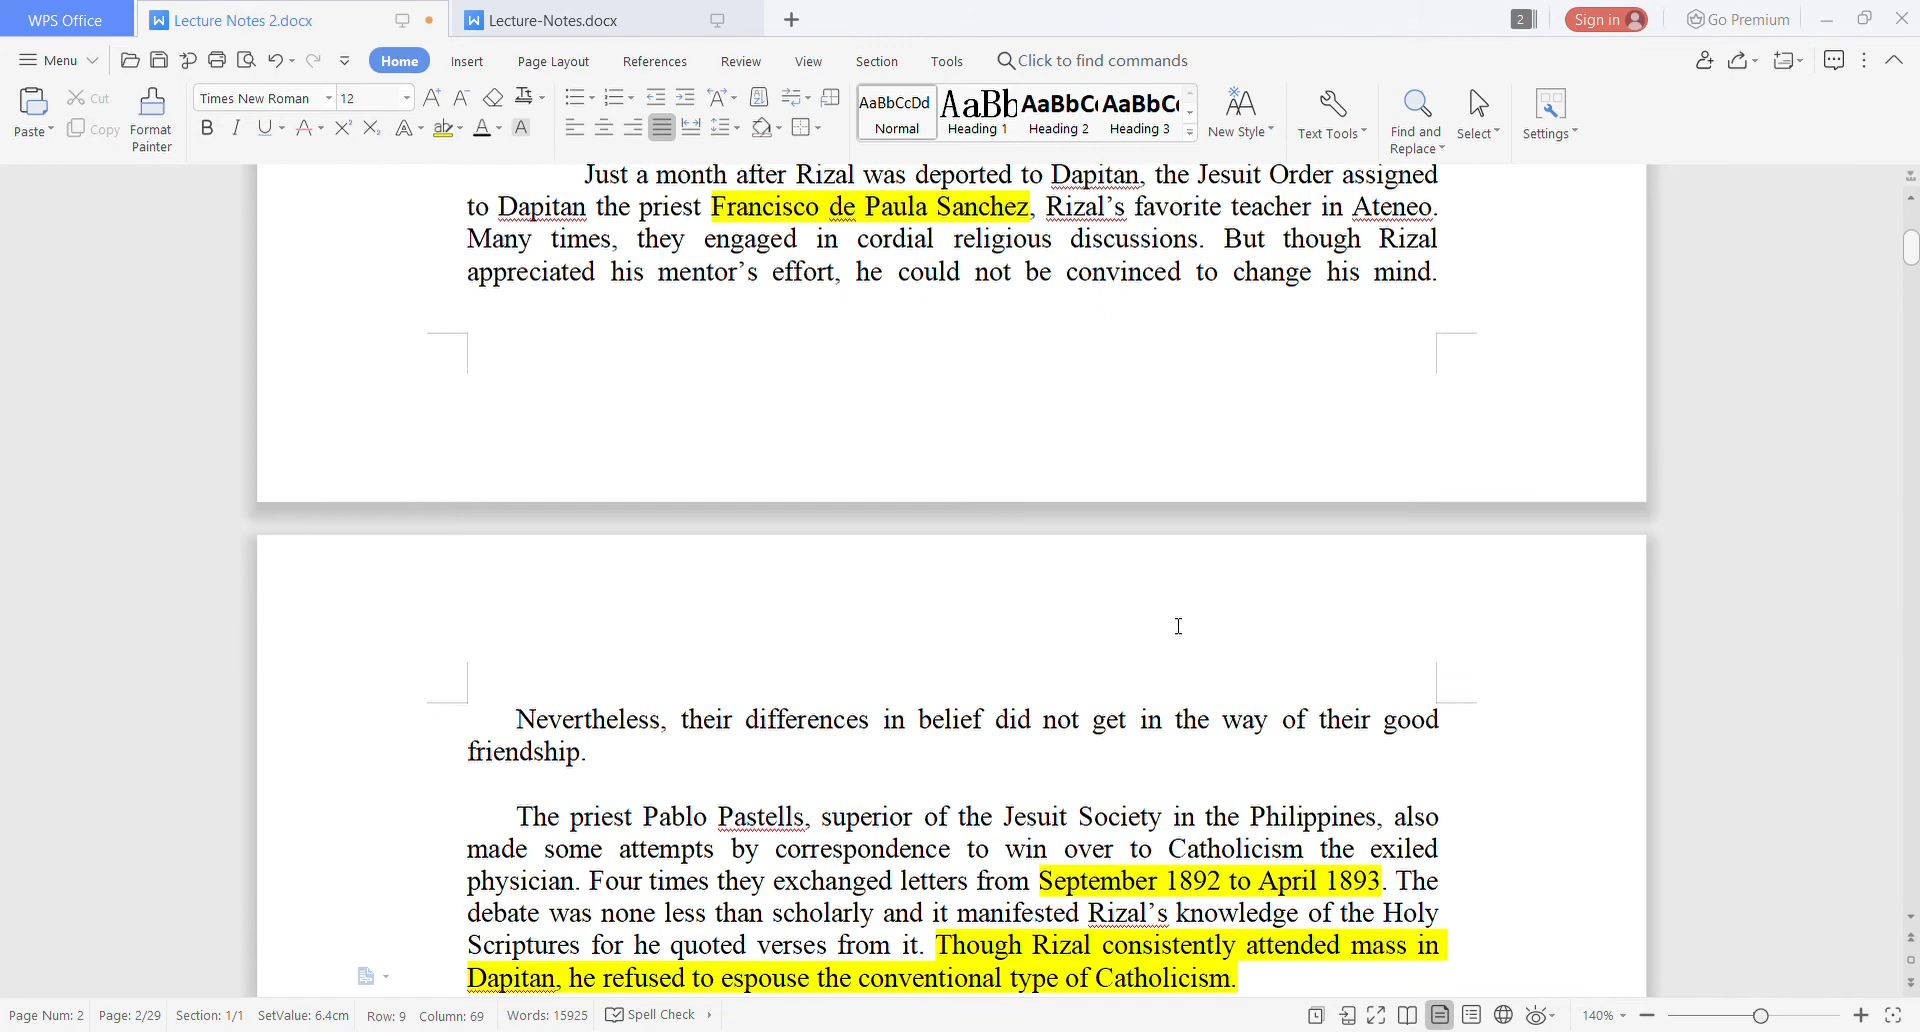 WPS Office
Lecture Notes 2.docx
Lecture-Notes.docx
2
Sign in
Go Premium
Menu
Home
Insert
Page Layout
References
Review
View
Section
Tools
Click to find commands
Paste
Cut
Copy
Format
Painter
Times New Roman
12
AaBbCcDd
Normal
AaBb
Heading 1
AaBbC
Heading 2
AaBbC
Heading 3
New Style
Text Tools
Find and
Replace
Select
Settings
Just a month after Rizal was deported to Dapitan, the Jesuit Order assigned
to Dapitan the priest Francisco de Paula Sanchez, Rizal’s favorite teacher in Ateneo.
Many times, they engaged in cordial religious discussions. But though Rizal
appreciated his mentor’s effort, he could not be convinced to change his mind.
Nevertheless, their differences in belief did not get in the way of their good
friendship.
The priest Pablo Pastells, superior of the Jesuit Society in the Philippines, also
made some attempts by correspondence to win over to Catholicism the exiled
physician. Four times they exchanged letters from September 1892 to April 1893. The
debate was none less than scholarly and it manifested Rizal’s knowledge of the Holy
Scriptures for he quoted verses from it. Though Rizal consistently attended mass in
Dapitan, he refused to espouse the conventional type of Catholicism.
Page Num: 2 Page: 2/29 Section: 1/1 SetValue: 6.4cm Row: 9 Column: 69 Words: 15925 Spell Check 140%